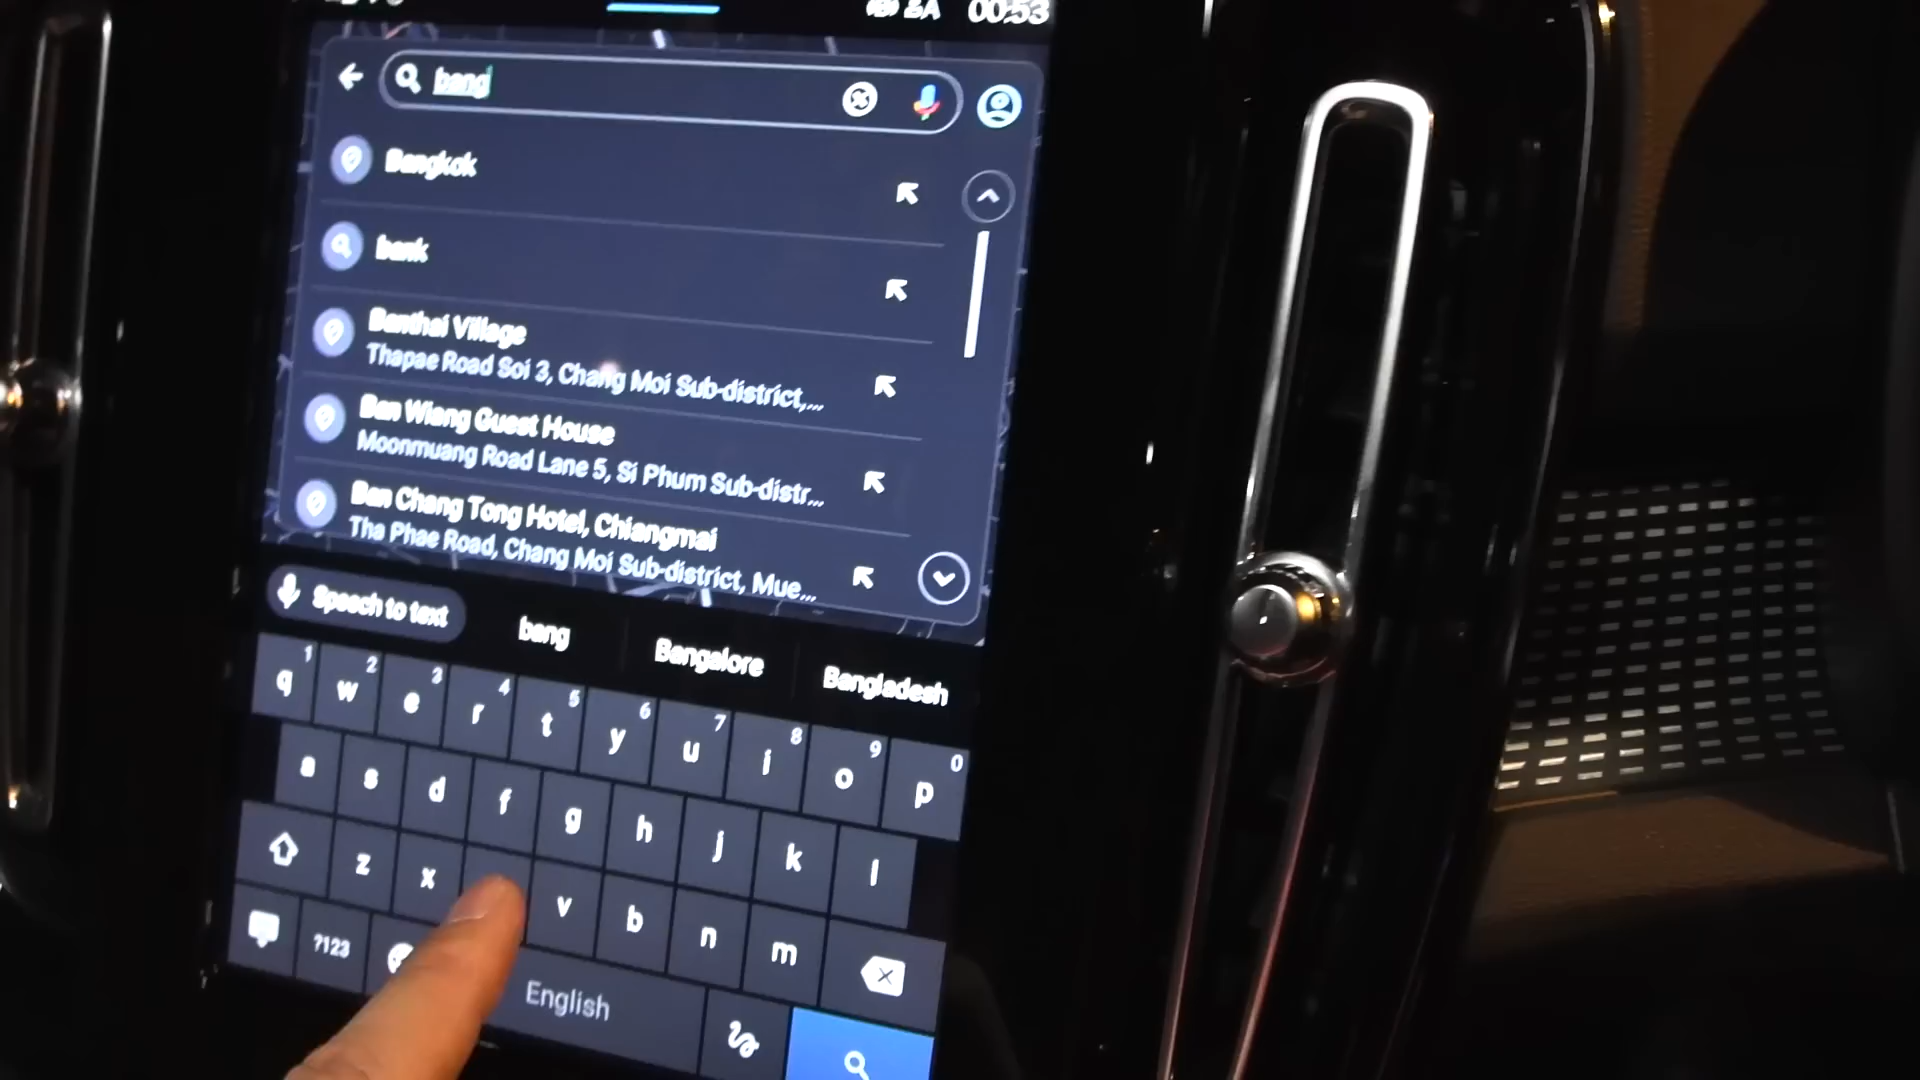 00:53
bang
Bangkok
bank
Banthai Village
Thapae Road Soi 3, Chang Moi Sub-district,...
Ban Wiang Guest House
Moonmuang Road Lane 5, Si Phum Sub-distr...
Ban Chang Tong Hotel, Chiangmai
Tha Phae Road, Chang Moi Sub-district, Mue...
Speech to text bang Bangalore Bangladesh
1 2 3 4 5 6 7 8 9 0
q w e r t y u i o p
a s d f g h j k l
z x v b n m
?123 English